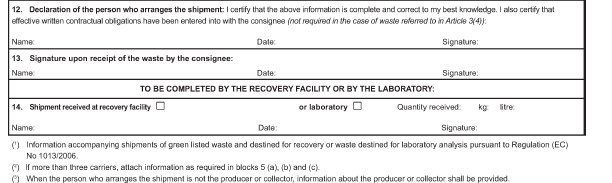 12. Declaration of the person who arranges the shipment: I certify that the above information is complete and correct to my best knowledge. I also certify that
effective written contractual obligations have been entered into with the consignee (not required in the case of waste referred to in Article 3(4)):
Name: Date: Signature:
13. Signature upon receipt of the waste by the consignee:
Name: Date: Signature:
TO BE COMPLETED BY THE RECOVERY FACILITY OR BY THE LABORATORY:
14. Shipment received at recovery facility ☐ or laboratory ☐ Quantity received: kg: litre:
Name: Date: Signature:
(1) Information accompanying shipments of green listed waste and destined for recovery or waste destined for laboratory analysis pursuant to Regulation (EC)
No 1013/2006.
(2) If more than three carriers, attach information as required in blocks 5 (a), (b) and (c).
(3) When the person who arranges the shipment is not the producer or collector, information about the producer or collector shall be provided.